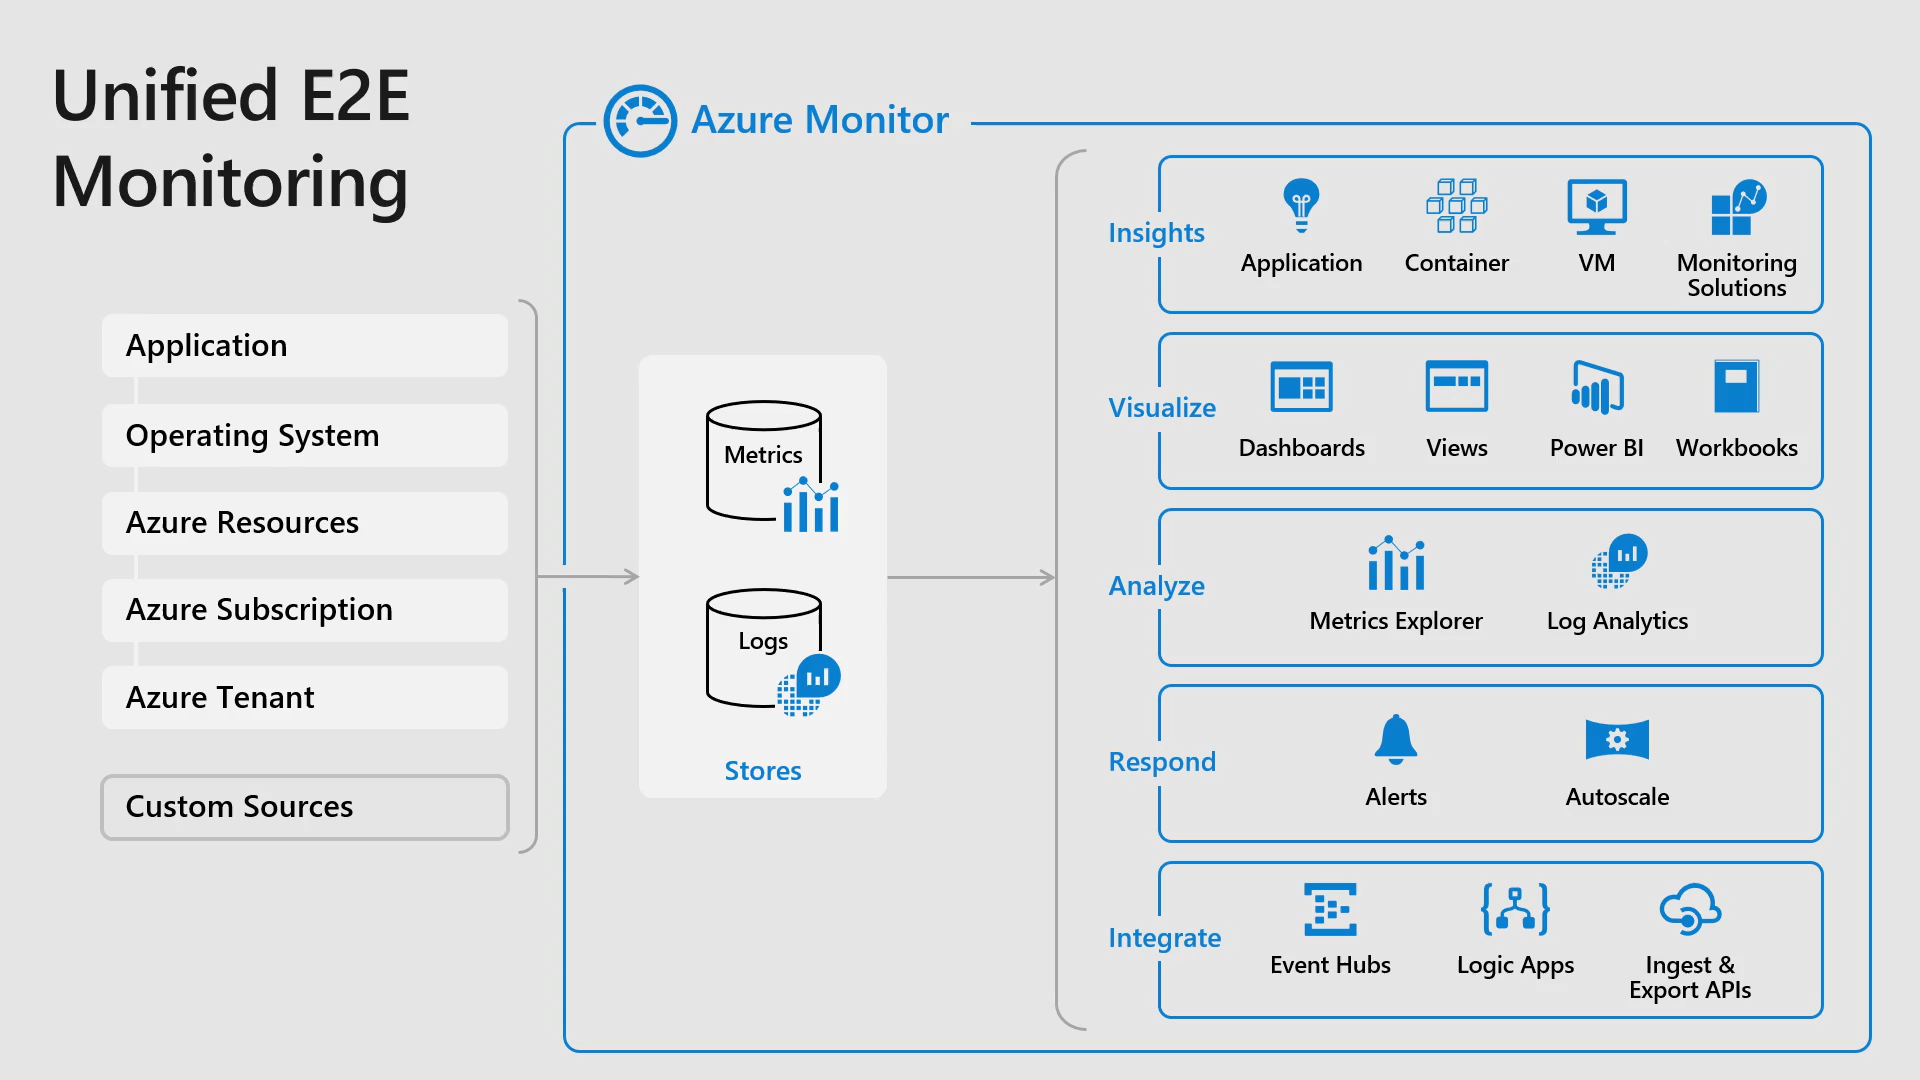 Unified E2E
Monitoring
Azure Monitor
Application
Operating System
Azure Resources
Azure Subscription
Azure Tenant
Custom Sources
Metrics
Logs
Stores
Insights
Application
Container
VM
Monitoring
Solutions
Visualize
Dashboards
Views
Power BI
Workbooks
Analyze
Metrics Explorer
Log Analytics
Respond
Alerts
Autoscale
Integrate
Event Hubs
Logic Apps
Ingest &
Export APIs